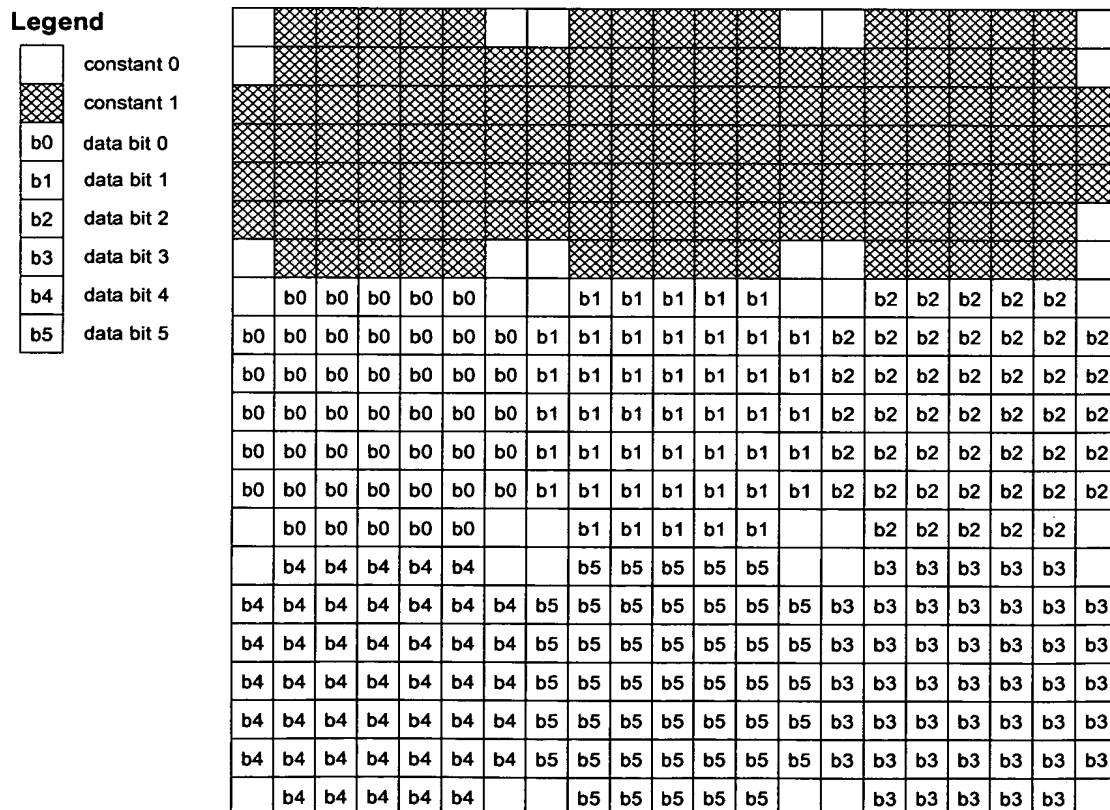 Legend
constant 0
constant 1
b0 data bit 0
b1 data bit 1
b2 data bit 2
b3 data bit 3
b4 data bit 4
b5 data bit 5
b0 b0 b0 b0 b0 b1 b1 b1 b1 b1 b2 b2 b2 b2 b2
b0 b0 b0 b0 b0 b0 b0 b1 b1 b1 b1 b1 b1 b1 b2 b2 b2 b2 b2 b2 b2
b0 b0 b0 b0 b0 b0 b0 b1 b1 b1 b1 b1 b1 b1 b2 b2 b2 b2 b2 b2 b2
b0 b0 b0 b0 b0 b0 b0 b1 b1 b1 b1 b1 b1 b1 b2 b2 b2 b2 b2 b2 b2
b0 b0 b0 b0 b0 b0 b0 b1 b1 b1 b1 b1 b1 b1 b2 b2 b2 b2 b2 b2 b2
b0 b0 b0 b0 b0 b0 b0 b1 b1 b1 b1 b1 b1 b1 b2 b2 b2 b2 b2 b2 b2
b0 b0 b0 b0 b0 b1 b1 b1 b1 b1 b2 b2 b2 b2 b2
b4 b4 b4 b4 b4 b5 b5 b5 b5 b5 b3 b3 b3 b3 b3
b4 b4 b4 b4 b4 b4 b4 b5 b5 b5 b5 b5 b5 b5 b3 b3 b3 b3 b3 b3 b3
b4 b4 b4 b4 b4 b4 b4 b5 b5 b5 b5 b5 b5 b5 b3 b3 b3 b3 b3 b3 b3
b4 b4 b4 b4 b4 b4 b4 b5 b5 b5 b5 b5 b5 b5 b3 b3 b3 b3 b3 b3 b3
b4 b4 b4 b4 b4 b4 b4 b5 b5 b5 b5 b5 b5 b5 b3 b3 b3 b3 b3 b3 b3
b4 b4 b4 b4 b4 b4 b4 b5 b5 b5 b5 b5 b5 b5 b3 b3 b3 b3 b3 b3 b3
b4 b4 b4 b4 b4 b5 b5 b5 b5 b5 b3 b3 b3 b3 b3